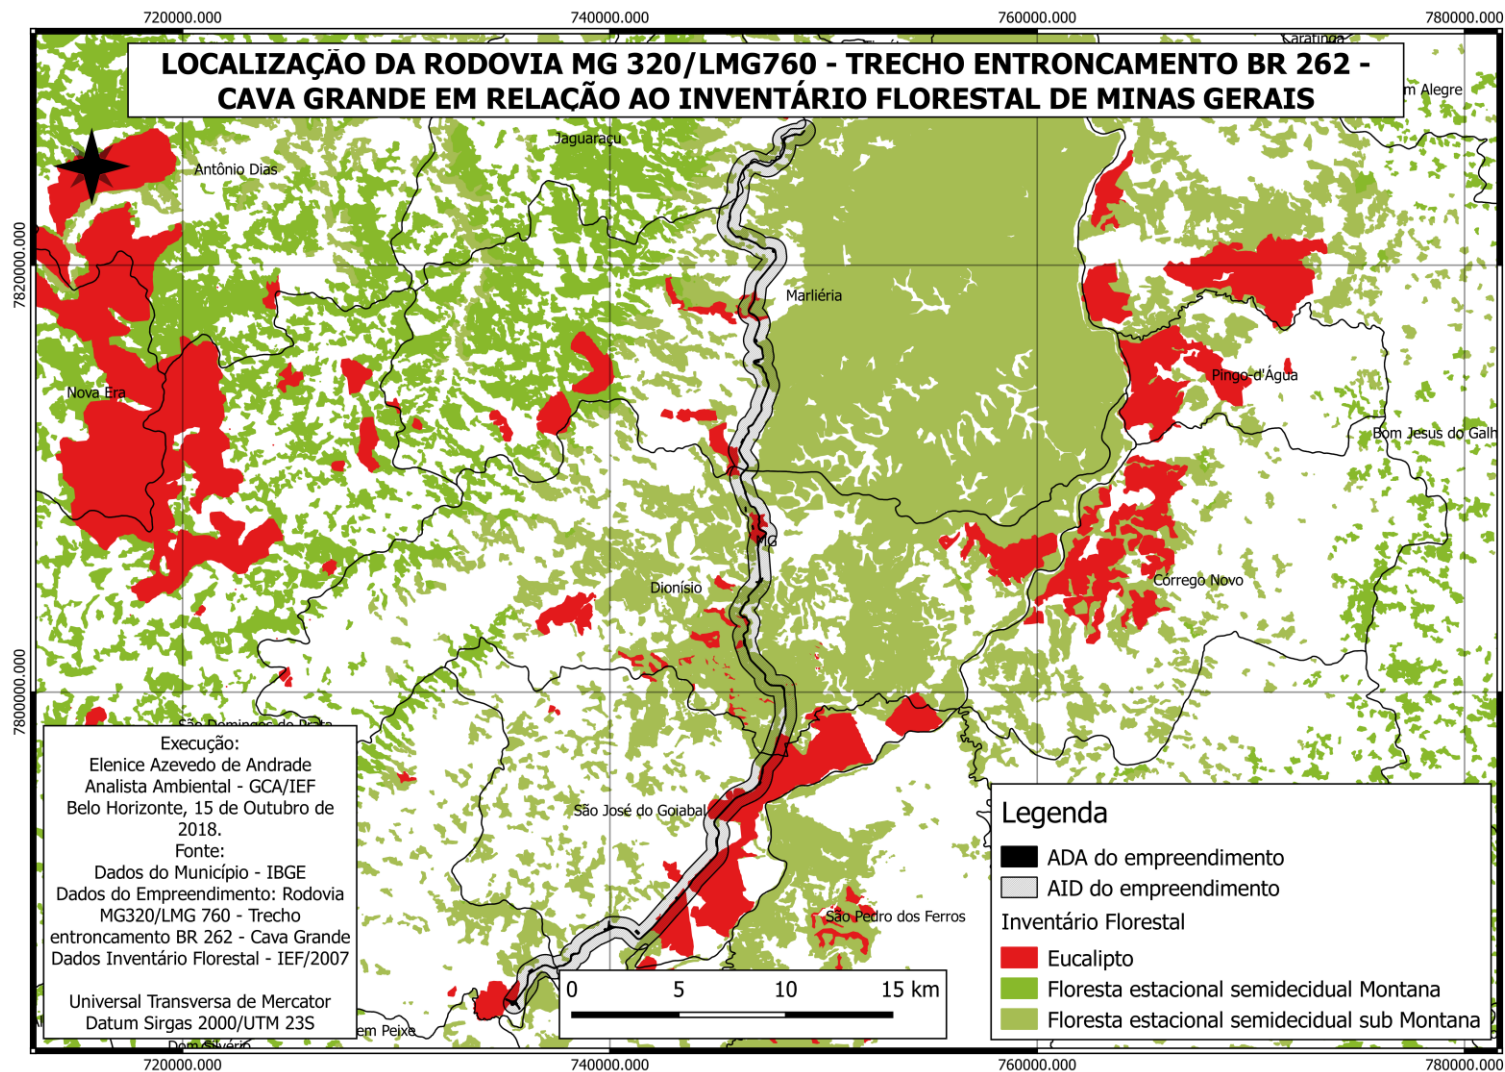 720000.000
740000.000
760000.000
780000.000
Caratinga
LOCALIZAÇÃO DA RODOVIA MG 320/LMG760 - TRECHO ENTRONCAMENTO BR 262 -
CAVA GRANDE EM RELAÇÃO AO INVENTÁRIO FLORESTAL DE MINAS GERAIS
m Alegre
Jaguaraçu
Antônio Dias
7820000.000
7820000.000
Marliéria
Pingo-d'Água
Nova Era
Bom Jesus do Galh
MG
Dionísio
Corrego Novo
7800000.000
7800000.000
São Domingos do Prata
São José do Goiabal
São Pedro dos Ferros
em Peixe
Dom Silvério
Execução:
Elenice Azevedo de Andrade
Analista Ambiental - GCA/IEF
Belo Horizonte, 15 de Outubro de
2018.
Fonte:
Dados do Município - IBGE
Dados do Empreendimento: Rodovia
MG320/LMG 760 - Trecho
entroncamento BR 262 - Cava Grande
Dados Inventário Florestal - IEF/2007
Universal Transversa de Mercator
Datum Sirgas 2000/UTM 23S
0 5 10 15 km
Legenda
ADA do empreendimento
AID do empreendimento
Inventário Florestal
Eucalipto
Floresta estacional semidecidual Montana
Floresta estacional semidecidual sub Montana
720000.000
740000.000
760000.000
780000.000